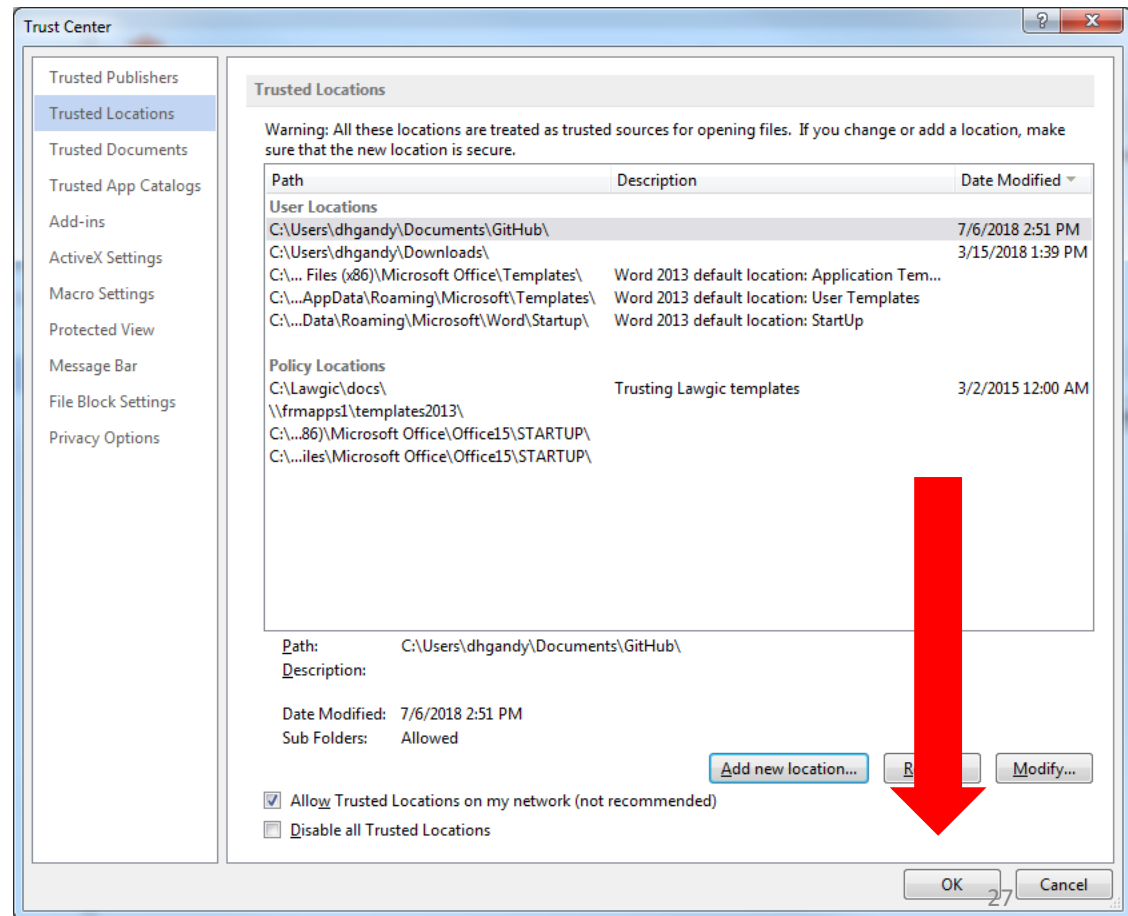 Trust Center
Trusted Publishers
Trusted Locations
Trusted Documents
Trusted App Catalogs
Add-ins
ActiveX Settings
Macro Settings
Protected View
Message Bar
File Block Settings
Privacy Options
Trusted Locations
Warning: All these locations are treated as trusted sources for opening files. If you change or add a location, make
sure that the new location is secure.
Path Description Date Modified
User Locations
C:\Users\dhgandy\Documents\GitHub\ 7/6/2018 2:51 PM
C:\Users\dhgandy\Downloads\ 3/15/2018 1:39 PM
C:\... Files (x86)\Microsoft Office\Templates\ Word 2013 default location: Application Tem...
C:\...AppData\Roaming\Microsoft\Templates\ Word 2013 default location: User Templates
C:\...Data\Roaming\Microsoft\Word\Startup\ Word 2013 default location: StartUp
Policy Locations
C:\Lawgic\docs\ Trusting Lawgic templates 3/2/2015 12:00 AM
\\frmapps1\templates2013\
C:\...86)\Microsoft Office\Office15\STARTUP\
C:\...iles\Microsoft Office\Office15\STARTUP\
Path: C:\Users\dhgandy\Documents\GitHub\
Description:
Date Modified: 7/6/2018 2:51 PM
Sub Folders: Allowed
Add new location... Modify...
Allow Trusted Locations on my network (not recommended)
Disable all Trusted Locations
OK Cancel
27